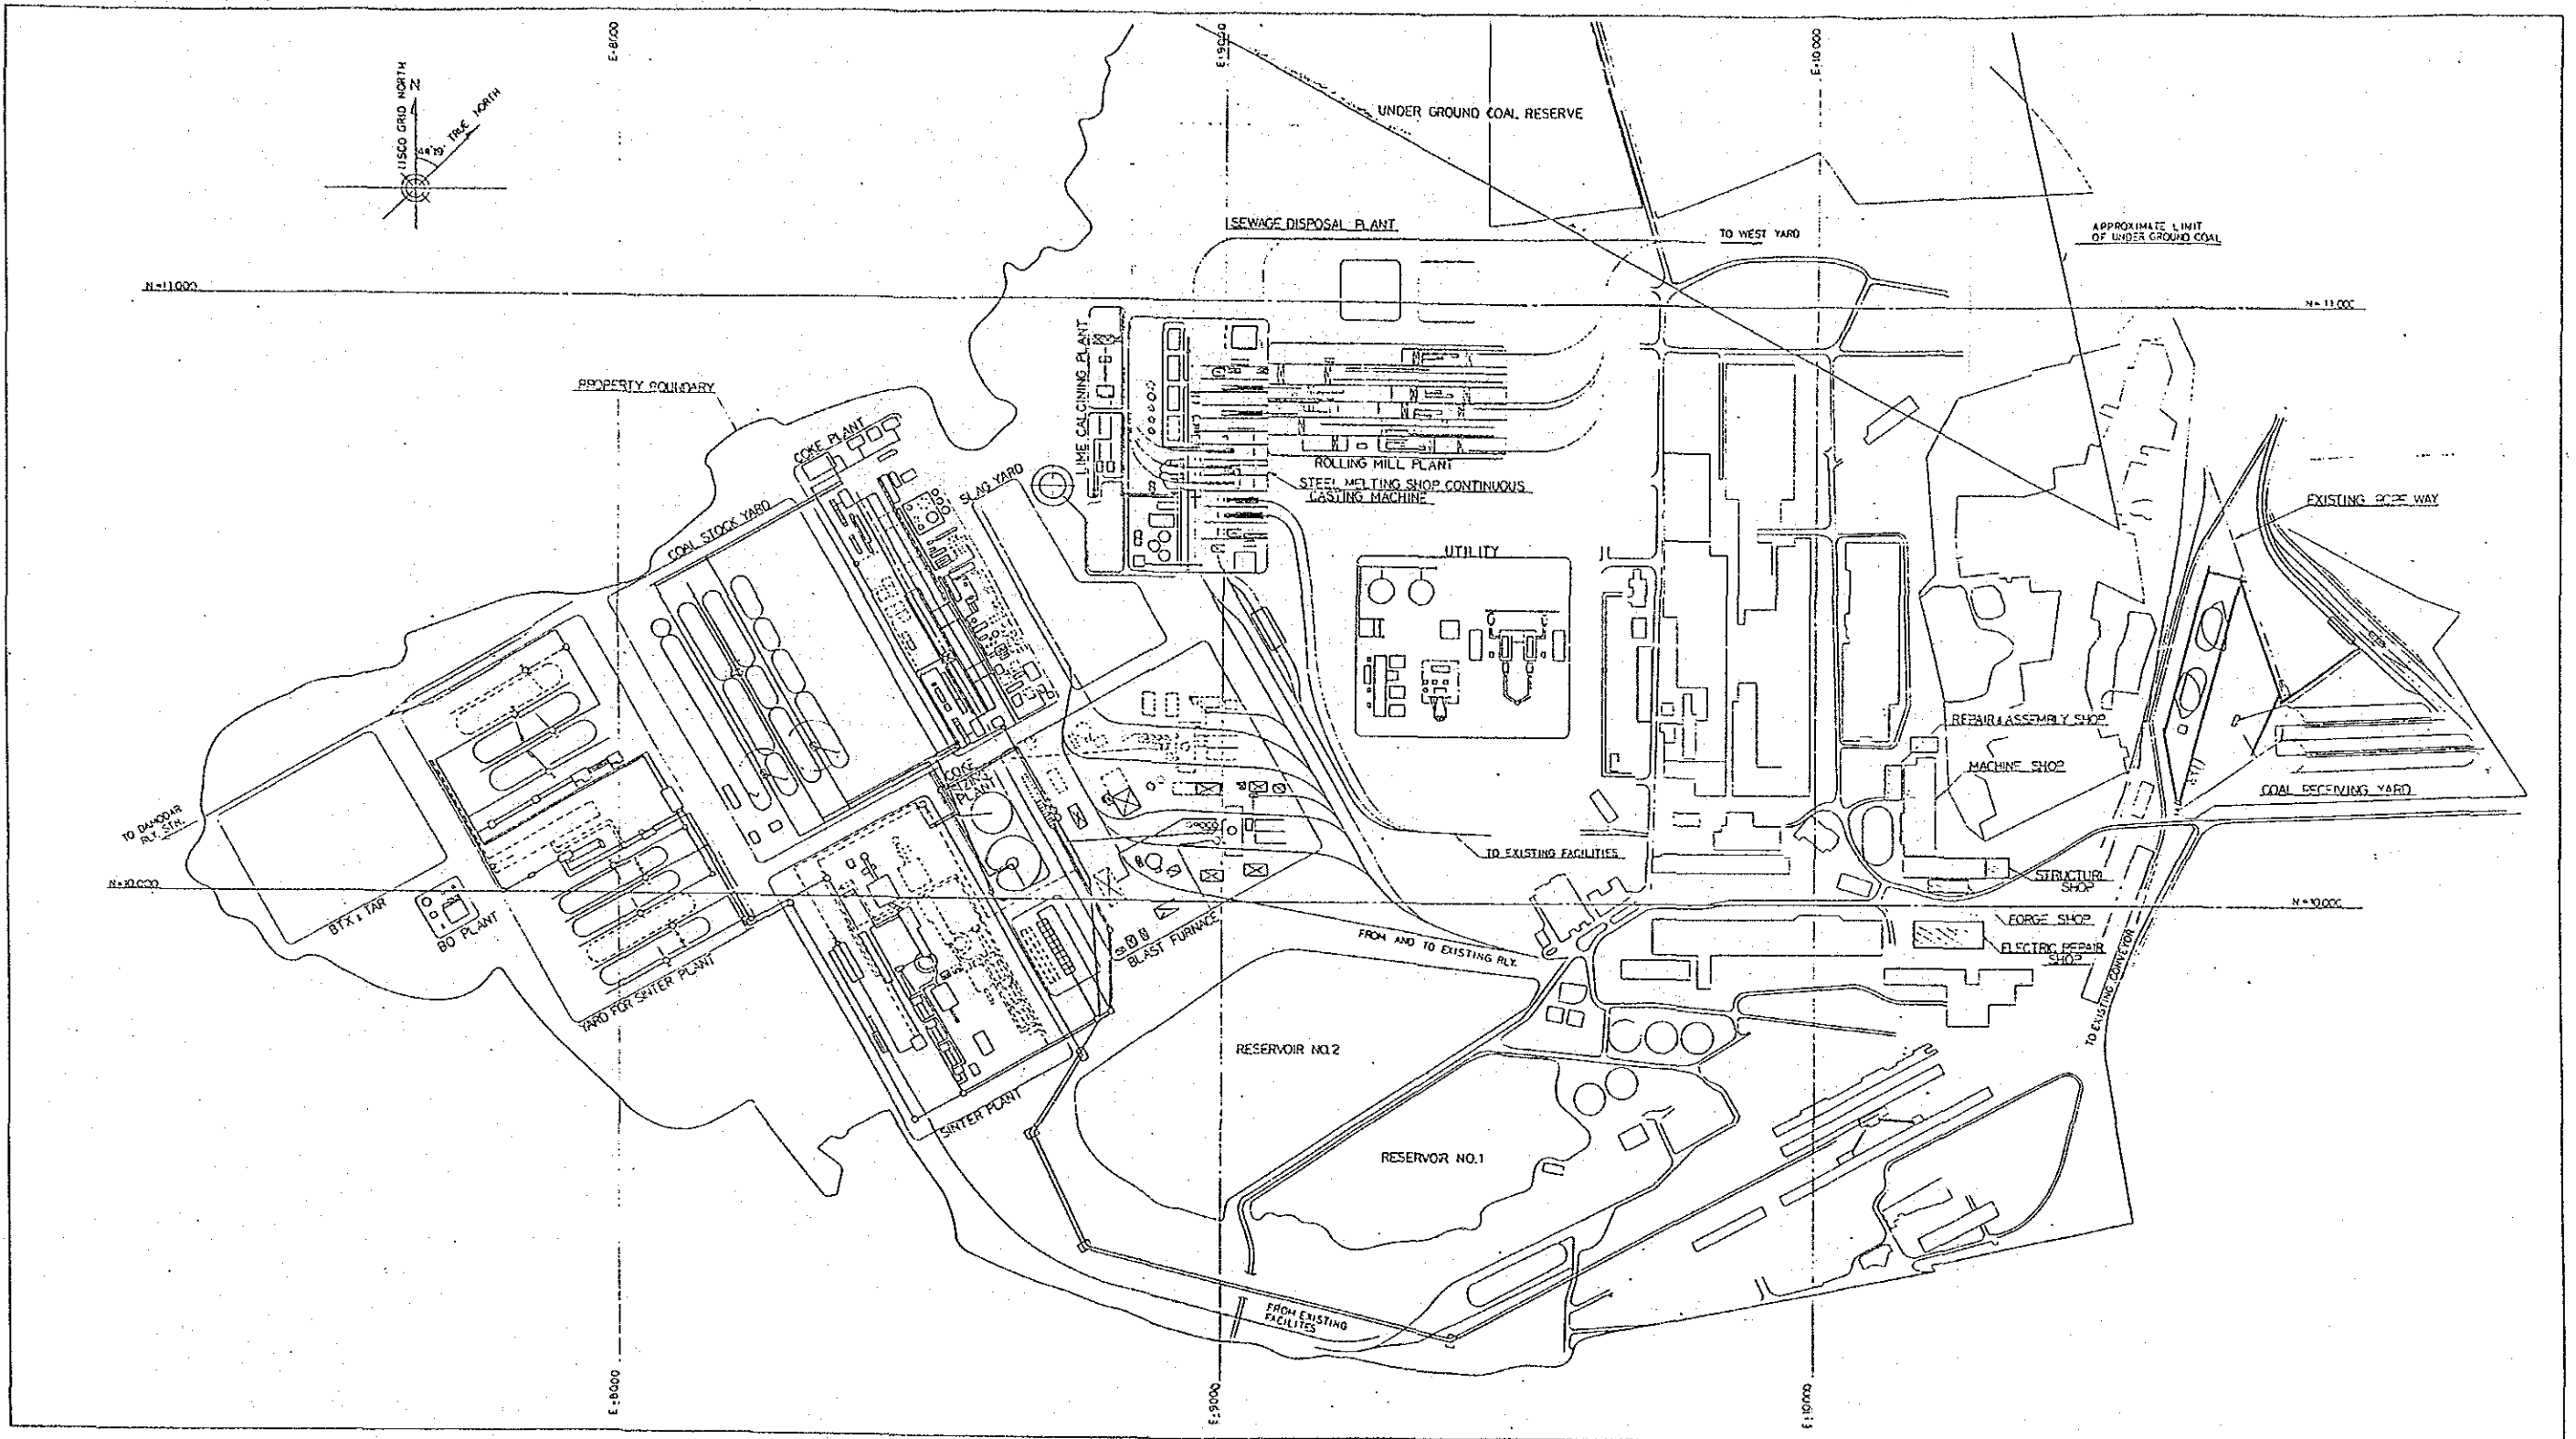 E=8000
E=9000
E=10000
IISCO GRID NORTH
N
TRUE NORTH
UNDER GROUND COAL RESERVE
SEWAGE DISPOSAL PLANT
TO WEST YARD
APPROXIMATE LIMIT
OF UNDER GROUND COAL
N=11000
N=11000
PROPERTY BOUNDARY
LIME CALCINING PLANT
COKE PLANT
SLAG YARD
ROLLING MILL PLANT
STEEL MELTING SHOP CONTINUOUS
CASTING MACHINE
COAL STOCK YARD
EXISTING ROPE WAY
UTILITY
REPAIR & ASSEMBLY SHOP
MACHINE SHOP
COKE
SIZING
PLANT
COAL RECEIVING YARD
TO DAMODAR
RLY. STN.
TO EXISTING FACILITIES
STRUCTURL
SHOP
N=10000
N=10000
BTX & TAR
BO PLANT
FORGE SHOP
ELECTRIC REPAIR
SHOP
BLAST FURNACE
FROM AND TO EXISTING RLY.
YARD FOR SINTER PLANT
TO EXISTING CONVEYOR
RESERVOIR NO.2
SINTER PLANT
RESERVOIR NO.1
FROM EXISTING
FACILITES
E=8000
E=9000
E=10000